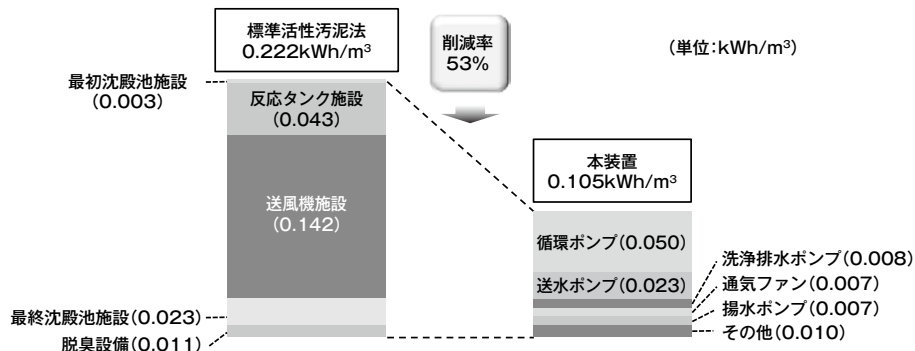 標準活性汚泥法
0.222kWh/m³
削減率
53%
(単位:kWh/m³)
最初沈殿池施設
(0.003)
反応タンク施設
(0.043)
送風機施設
(0.142)
最終沈殿池施設(0.023)
脱臭設備(0.011)
本装置
0.105kWh/m³
循環ポンプ(0.050)
送水ポンプ(0.023)
洗浄排水ポンプ(0.008)
通気ファン(0.007)
揚水ポンプ(0.007)
その他(0.010)